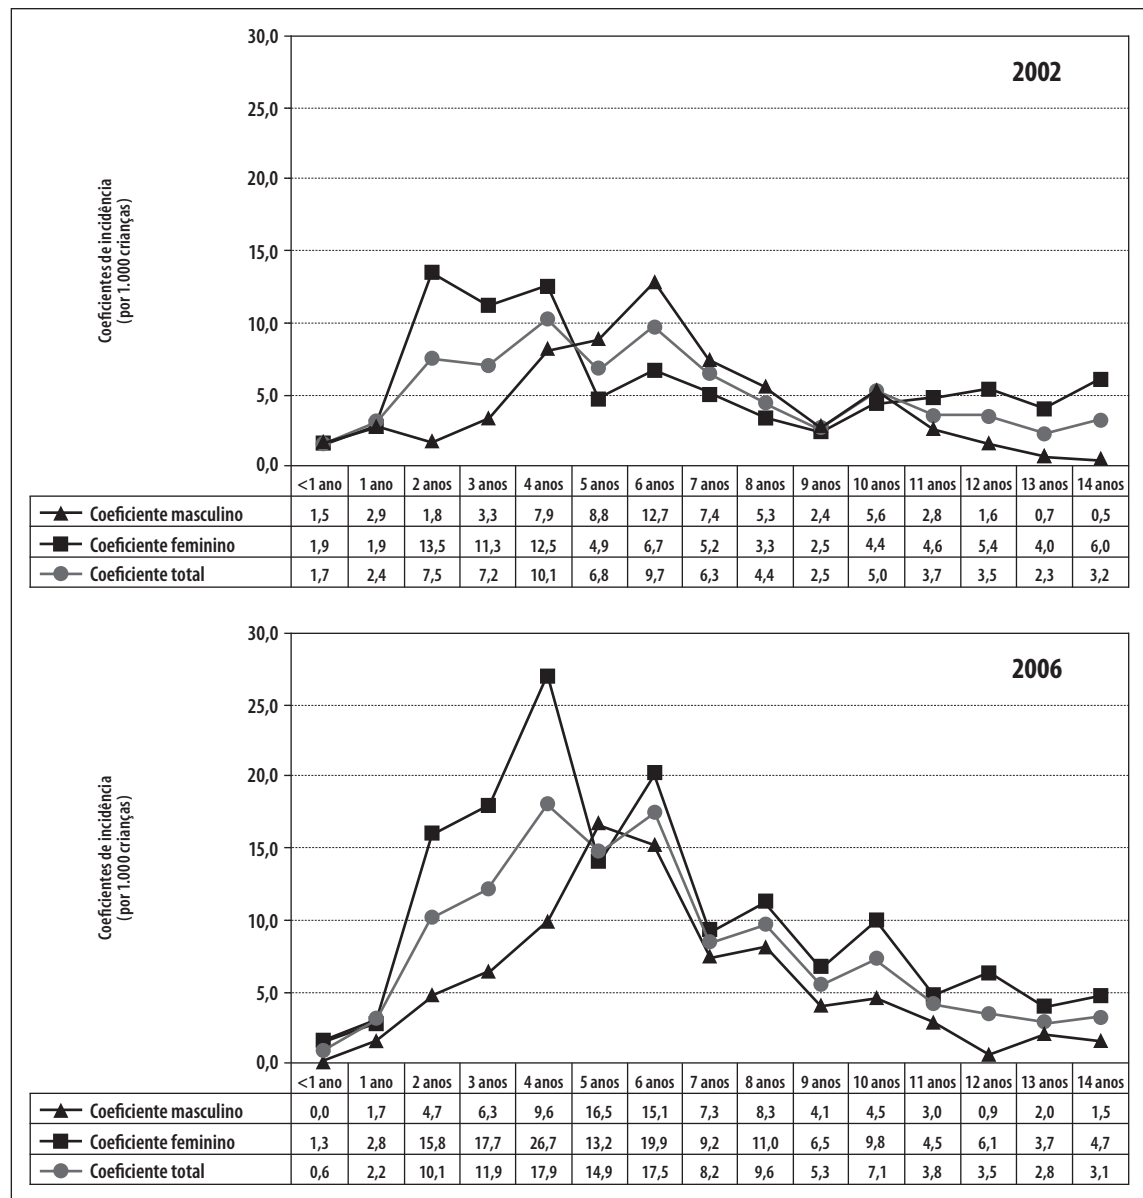 30,0
2002
25,0
20,0
15,0
10,0
5,0
0,0
Coeficientes de incidência
(por 1.000 crianças)
<1 ano 1 ano 2 anos 3 anos 4 anos 5 anos 6 anos 7 anos 8 anos 9 anos 10 anos 11 anos 12 anos 13 anos 14 anos
Coeficiente masculino 1,5 2,9 1,8 3,3 7,9 8,8 12,7 7,4 5,3 2,4 5,6 2,8 1,6 0,7 0,5
Coeficiente feminino 1,9 1,9 13,5 11,3 12,5 4,9 6,7 5,2 3,3 2,5 4,4 4,6 5,4 4,0 6,0
Coeficiente total 1,7 2,4 7,5 7,2 10,1 6,8 9,7 6,3 4,4 2,5 5,0 3,7 3,5 2,3 3,2
30,0
2006
25,0
20,0
15,0
10,0
5,0
0,0
Coeficientes de incidência
(por 1.000 crianças)
<1 ano 1 ano 2 anos 3 anos 4 anos 5 anos 6 anos 7 anos 8 anos 9 anos 10 anos 11 anos 12 anos 13 anos 14 anos
Coeficiente masculino 0,0 1,7 4,7 6,3 9,6 16,5 15,1 7,3 8,3 4,1 4,5 3,0 0,9 2,0 1,5
Coeficiente feminino 1,3 2,8 15,8 17,7 26,7 13,2 19,9 9,2 11,0 6,5 9,8 4,5 6,1 3,7 4,7
Coeficiente total 0,6 2,2 10,1 11,9 17,9 14,9 17,5 8,2 9,6 5,3 7,1 3,8 3,5 2,8 3,1